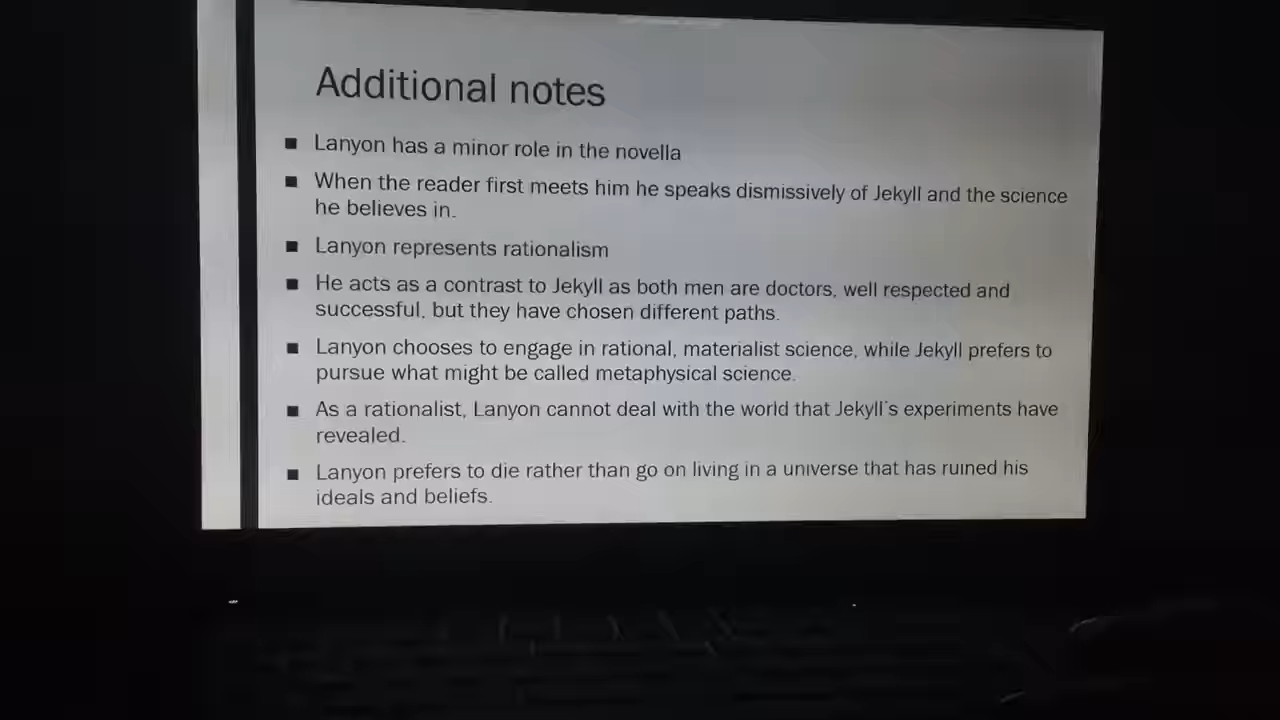 Additional notes
■ Lanyon has a minor role in the novella
■ When the reader first meets him he speaks dismissively of Jekyll and the science
he believes in.
■ Lanyon represents rationalism
■ He acts as a contrast to Jekyll as both men are doctors, well respected and
successful, but they have chosen different paths.
■ Lanyon chooses to engage in rational, materialist science, while Jekyll prefers to
pursue what might be called metaphysical science.
■ As a rationalist, Lanyon cannot deal with the world that Jekyll's experiments have
revealed.
■ Lanyon prefers to die rather than go on living in a universe that has ruined his
ideals and beliefs.